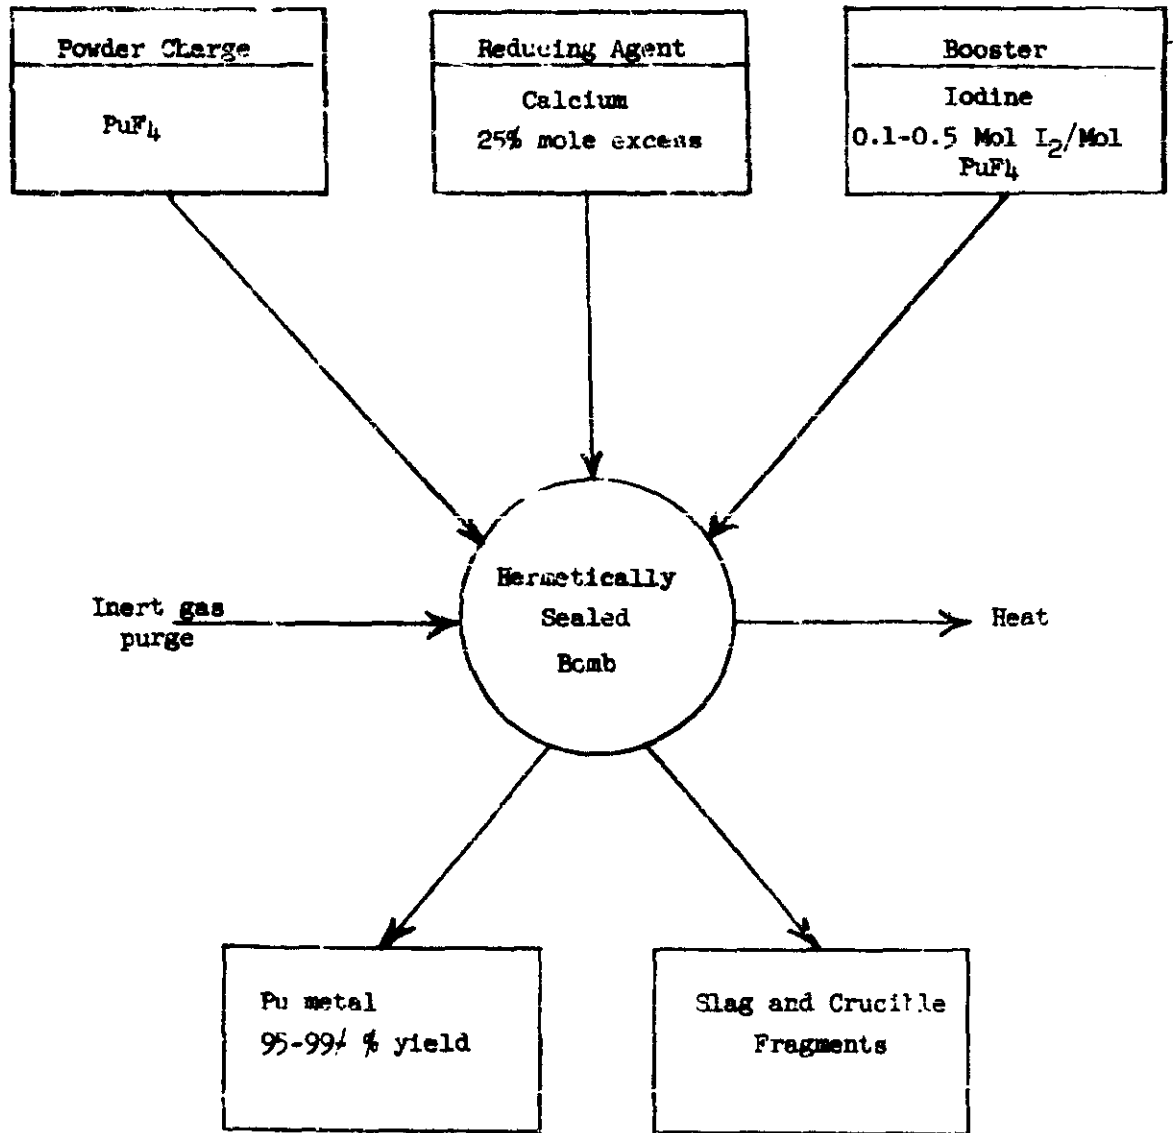 Powder Charge
PuF4
Reducing Agent
Calcium
25% mole excess
Booster
Iodine
0.1-0.5 Mol I2/Mol
PuF4
Inert gas
purge
Hermetically
Sealed
Bomb
Heat
Pu metal
95-99+ % yield
Slag and Crucible
Fragments